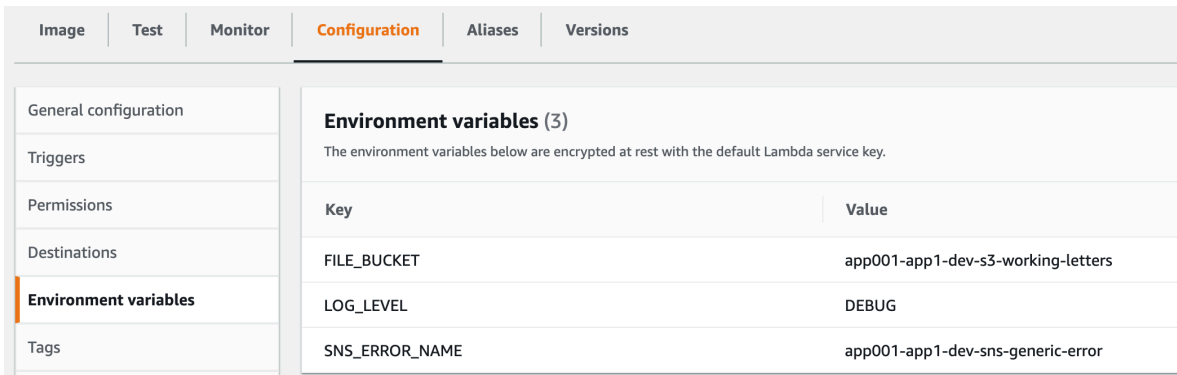 Image Test Monitor Configuration Aliases Versions
General configuration
Triggers
Permissions
Destinations
Environment variables
Tags
Environment variables (3)
The environment variables below are encrypted at rest with the default Lambda service key.
Key Value
FILE_BUCKET app001-app1-dev-s3-working-letters
LOG_LEVEL DEBUG
SNS_ERROR_NAME app001-app1-dev-sns-generic-error